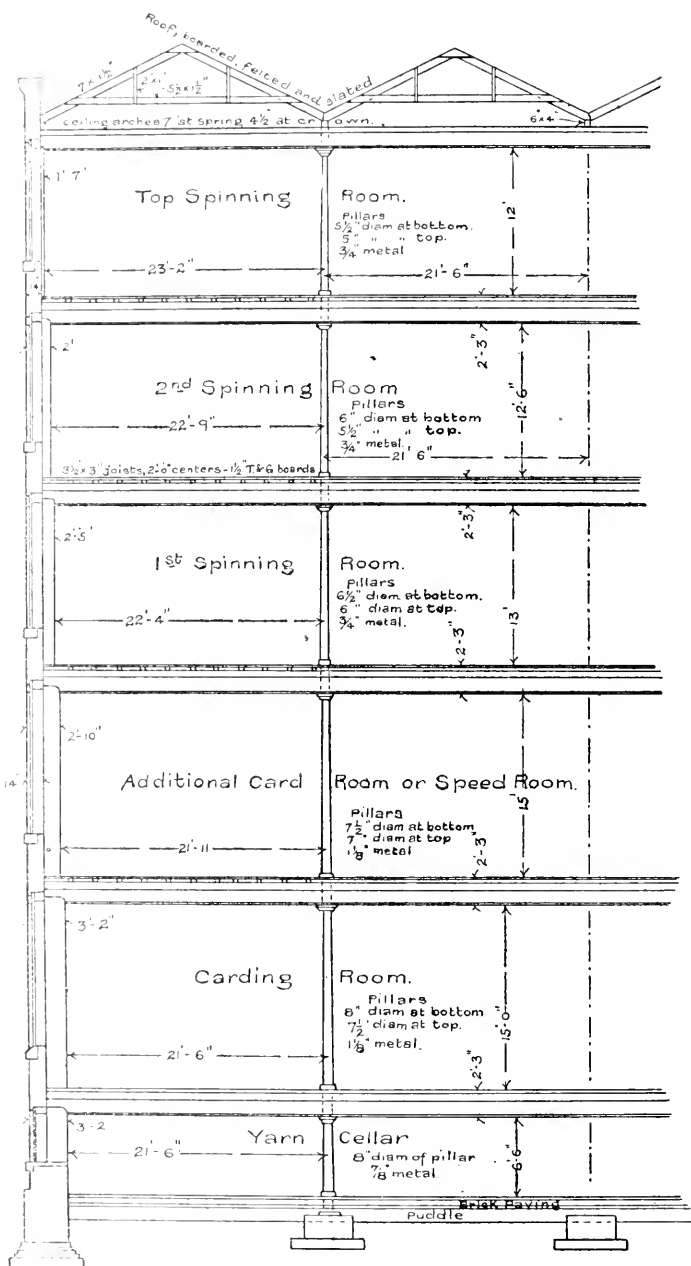 Roof, boarded, felted and slated
7 × 1½"
2"×1"
5½ × 1½"
ceiling arches 7" at spring 4½" at crown.
6×4"
1' 7"
Top Spinning Room.
Pillars
5½" diam at bottom.
5" " " top.
¾" metal
12'
23'-2"
21'-6"
14"
2'
2'-3"
2nd Spinning Room
Pillars
6" diam at bottom
5½" " " top.
¾" metal.
12'-6"
22'-9"
21' 6"
3½×3" joists, 2'-0" centers-1½" T.&G boards
2'-5'
2'-3"
1st Spinning Room.
Pillars
6½" diam at bottom.
6" diam at top.
¾" metal.
13'
22'-4"
2'-3"
2'-10"
14"
Additional Card Room or Speed Room.
Pillars
7½" diam at bottom
7" diam at top
1⅛" metal
15'
21'-11
2'-3"
3'-2"
Carding Room.
Pillars
8" diam at bottom
7½" diam at top.
1⅛" metal.
15'-0"
21'-6"
2'-3"
3-2
Yarn Cellar
8" diam of pillar
⅞" metal
21'-6"
6'-6"
Brick Paving
Puddle